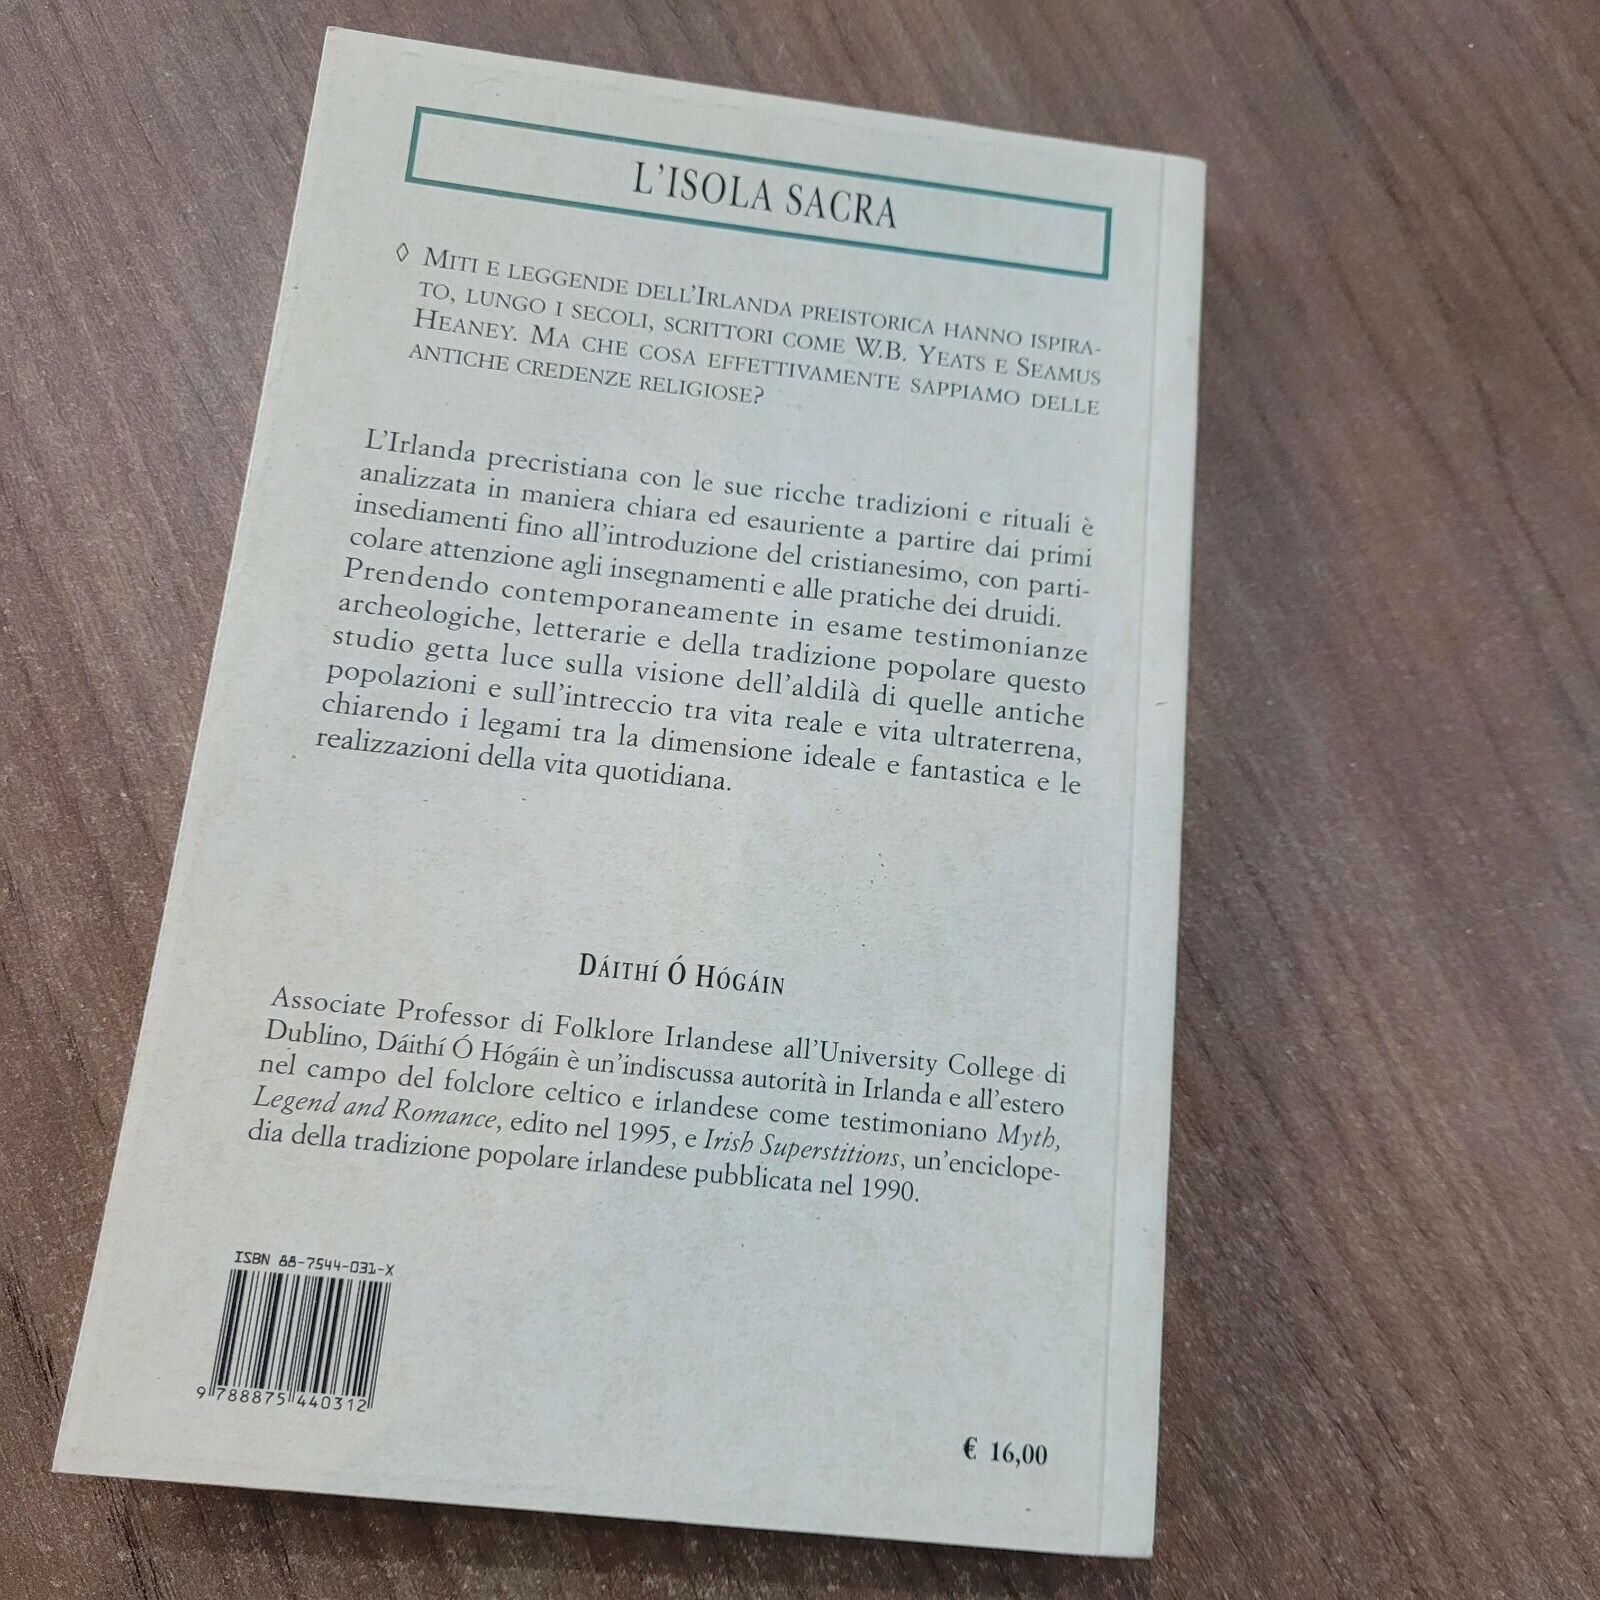 L'ISOLA SACRA
◊ MITI E LEGGENDE DELL'IRLANDA PREISTORICA HANNO ISPIRA-
TO, LUNGO I SECOLI, SCRITTORI COME W.B. YEATS E SEAMUS
HEANEY. MA CHE COSA EFFETTIVAMENTE SAPPIAMO DELLE
ANTICHE CREDENZE RELIGIOSE?
L'Irlanda precristiana con le sue ricche tradizioni e rituali è
analizzata in maniera chiara ed esauriente a partire dai primi
insediamenti fino all'introduzione del cristianesimo, con parti-
colare attenzione agli insegnamenti e alle pratiche dei druidi.
Prendendo contemporaneamente in esame testimonianze
archeologiche, letterarie e della tradizione popolare questo
studio getta luce sulla visione dell'aldilà di quelle antiche
popolazioni e sull'intreccio tra vita reale e vita ultraterrena,
chiarendo i legami tra la dimensione ideale e fantastica e le
realizzazioni della vita quotidiana.
DÁITHÍ Ó HÓGÁIN
Associate Professor di Folklore Irlandese all'University College di
Dublino, Dáithí Ó Hógáin è un'indiscussa autorità in Irlanda e all'estero
nel campo del folclore celtico e irlandese come testimoniano Myth,
Legend and Romance, edito nel 1995, e Irish Superstitions, un'enciclope-
dia della tradizione popolare irlandese pubblicata nel 1990.
ISBN 88-7544-031-X
9 788875 440312
€ 16,00